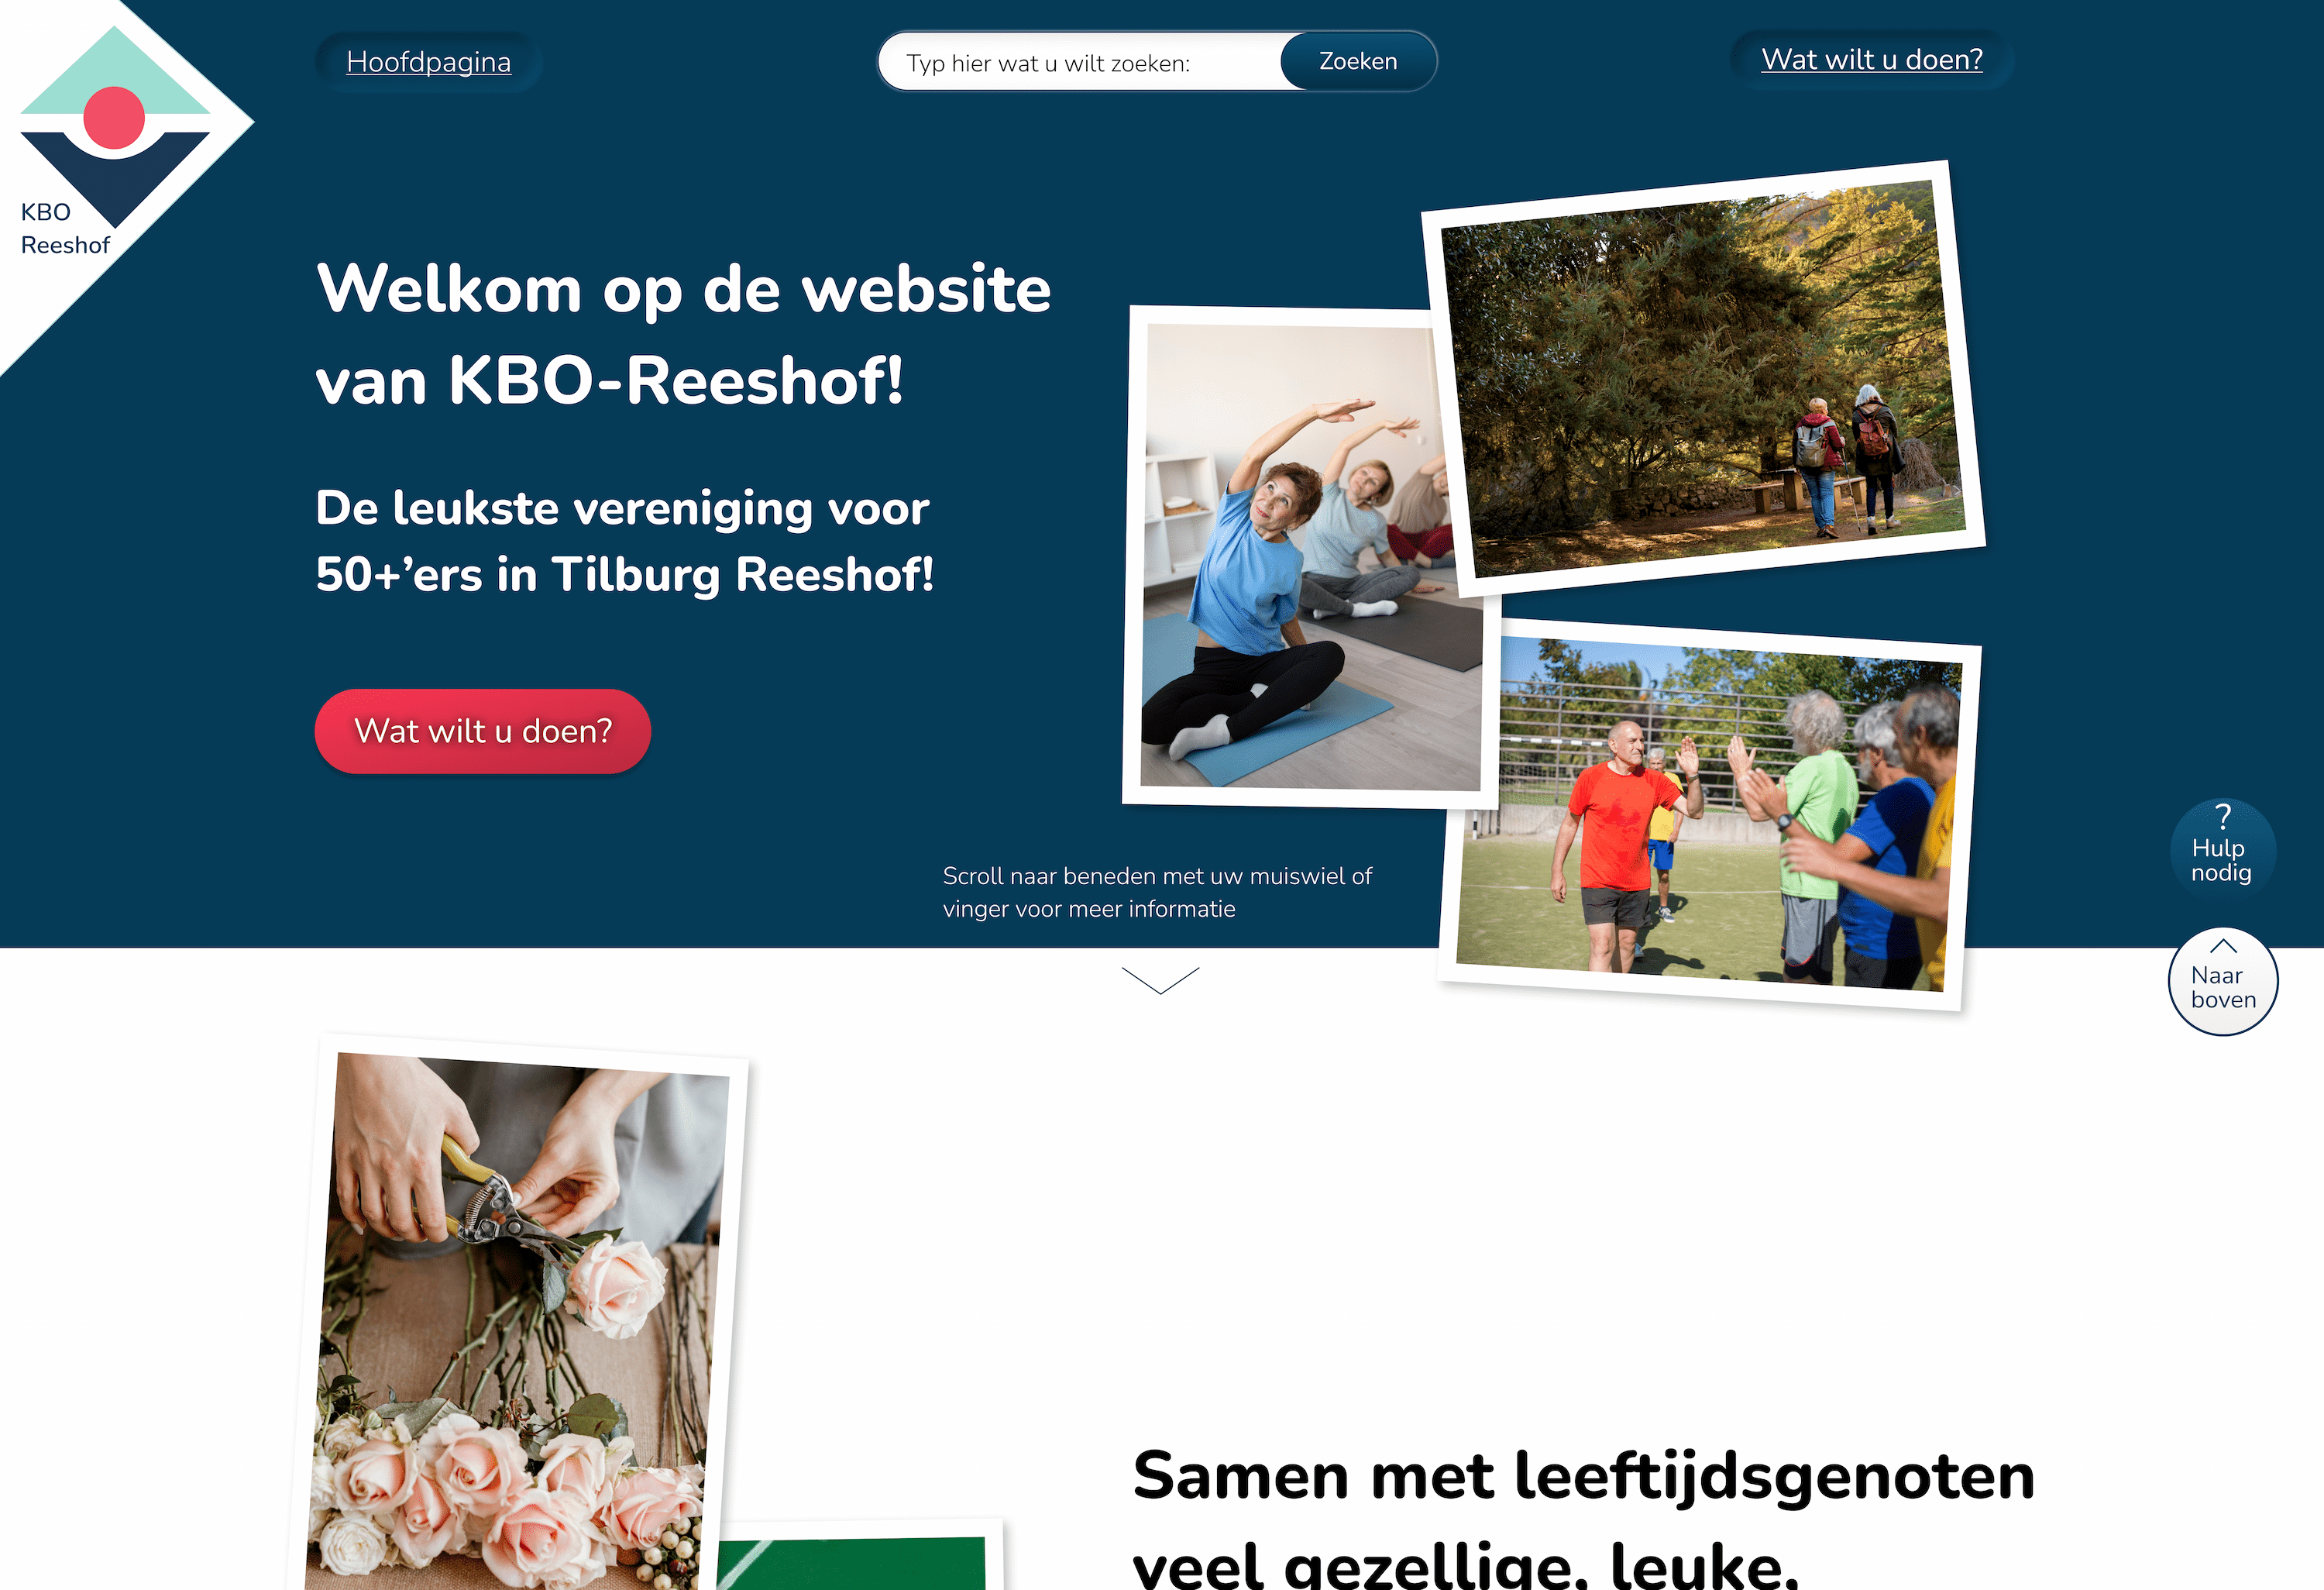 KBO
Reeshof
Hoofdpagina
Typ hier wat u wilt zoeken:
Zoeken
Wat wilt u doen?
Welkom op de website
van KBO-Reeshof!
De leukste vereniging voor
50+’ers in Tilburg Reeshof!
Wat wilt u doen?
Scroll naar beneden met uw muiswiel of
vinger voor meer informatie
?
Hulp
nodig
Naar
boven
Samen met leeftijdsgenoten
veel gezellige, leuke,